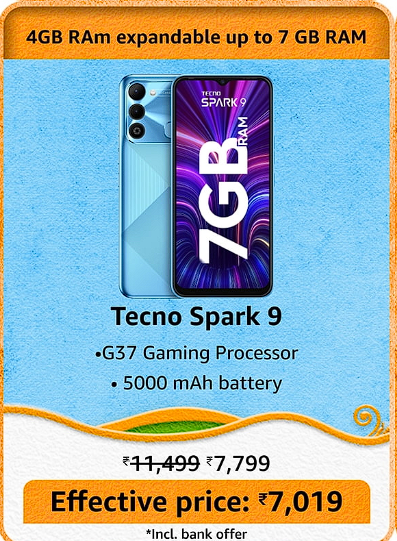 4GB RAm expandable up to 7 GB RAM
TECNO
SPARK 9
7GB RAM
Tecno Spark 9
•G37 Gaming Processor
• 5000 mAh battery
₹11,499 ₹7,799
Effective price: ₹7,019
*Incl. bank offer